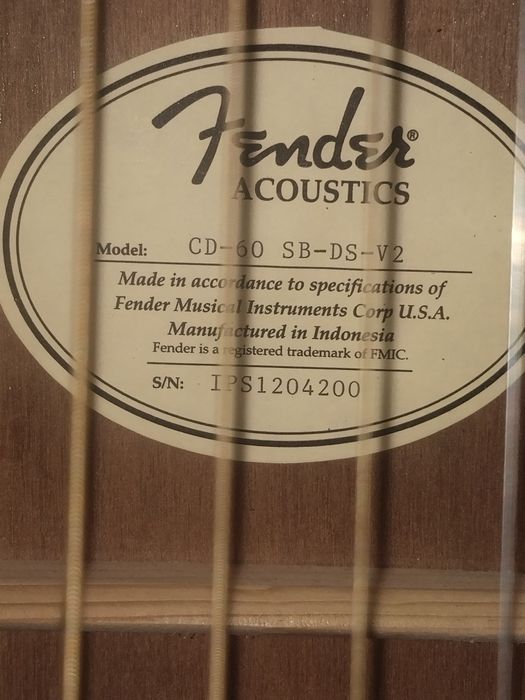 Fender®
ACOUSTICS
Model: CD-60 SB-DS-V2
Made in accordance to specifications of
Fender Musical Instruments Corp U.S.A.
Manufactured in Indonesia
Fender is a registered trademark of FMIC.
S/N: IPS1204200